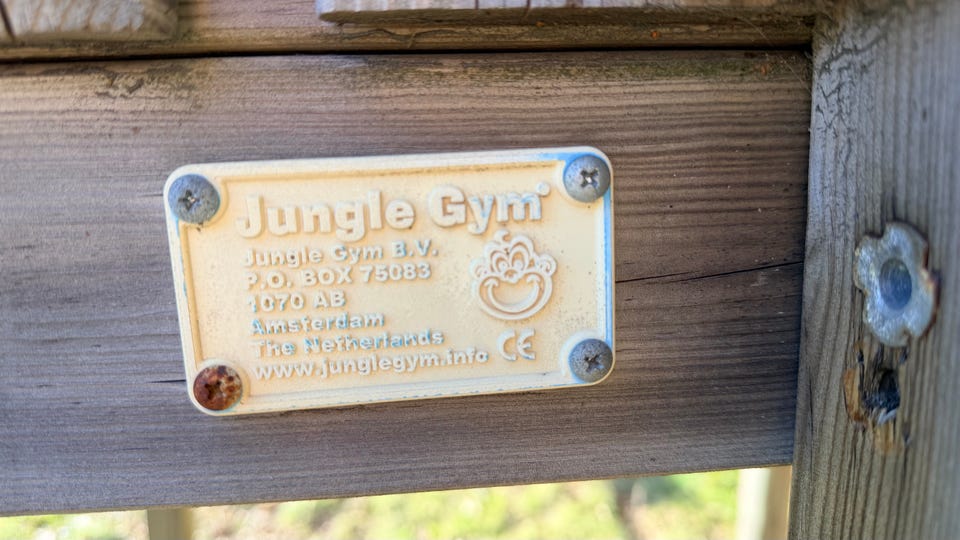 Jungle Gym®
Jungle Gym B.V.
P.O. BOX 75083
1070 AB
Amsterdam
The Netherlands
www.junglegym.info
CE